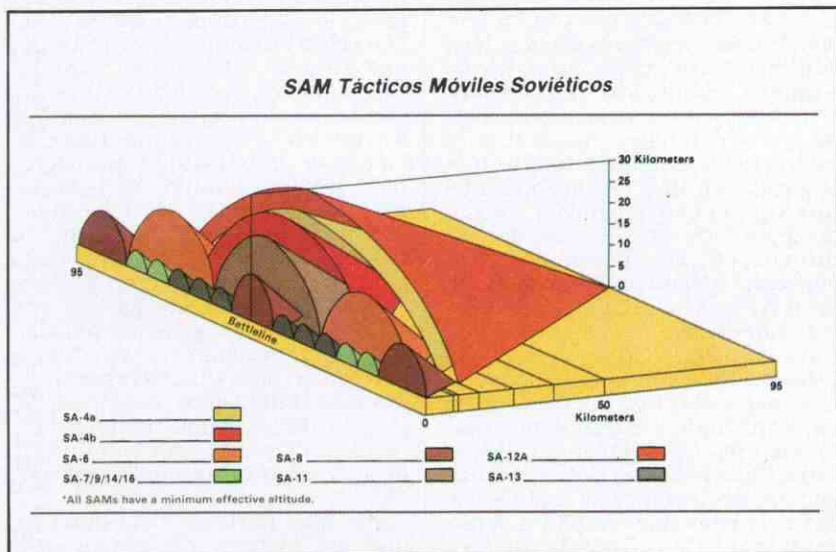 SAM Tácticos Móviles Soviéticos
30 Kilometers
25
20
15
10
5
0
95
Battleline
0
50
Kilometers
95
SA-4a
SA-4b
SA-6
SA-7/9/14/16
SA-8
SA-11
SA-12A
SA-13
*All SAMs have a minimum effective altitude.